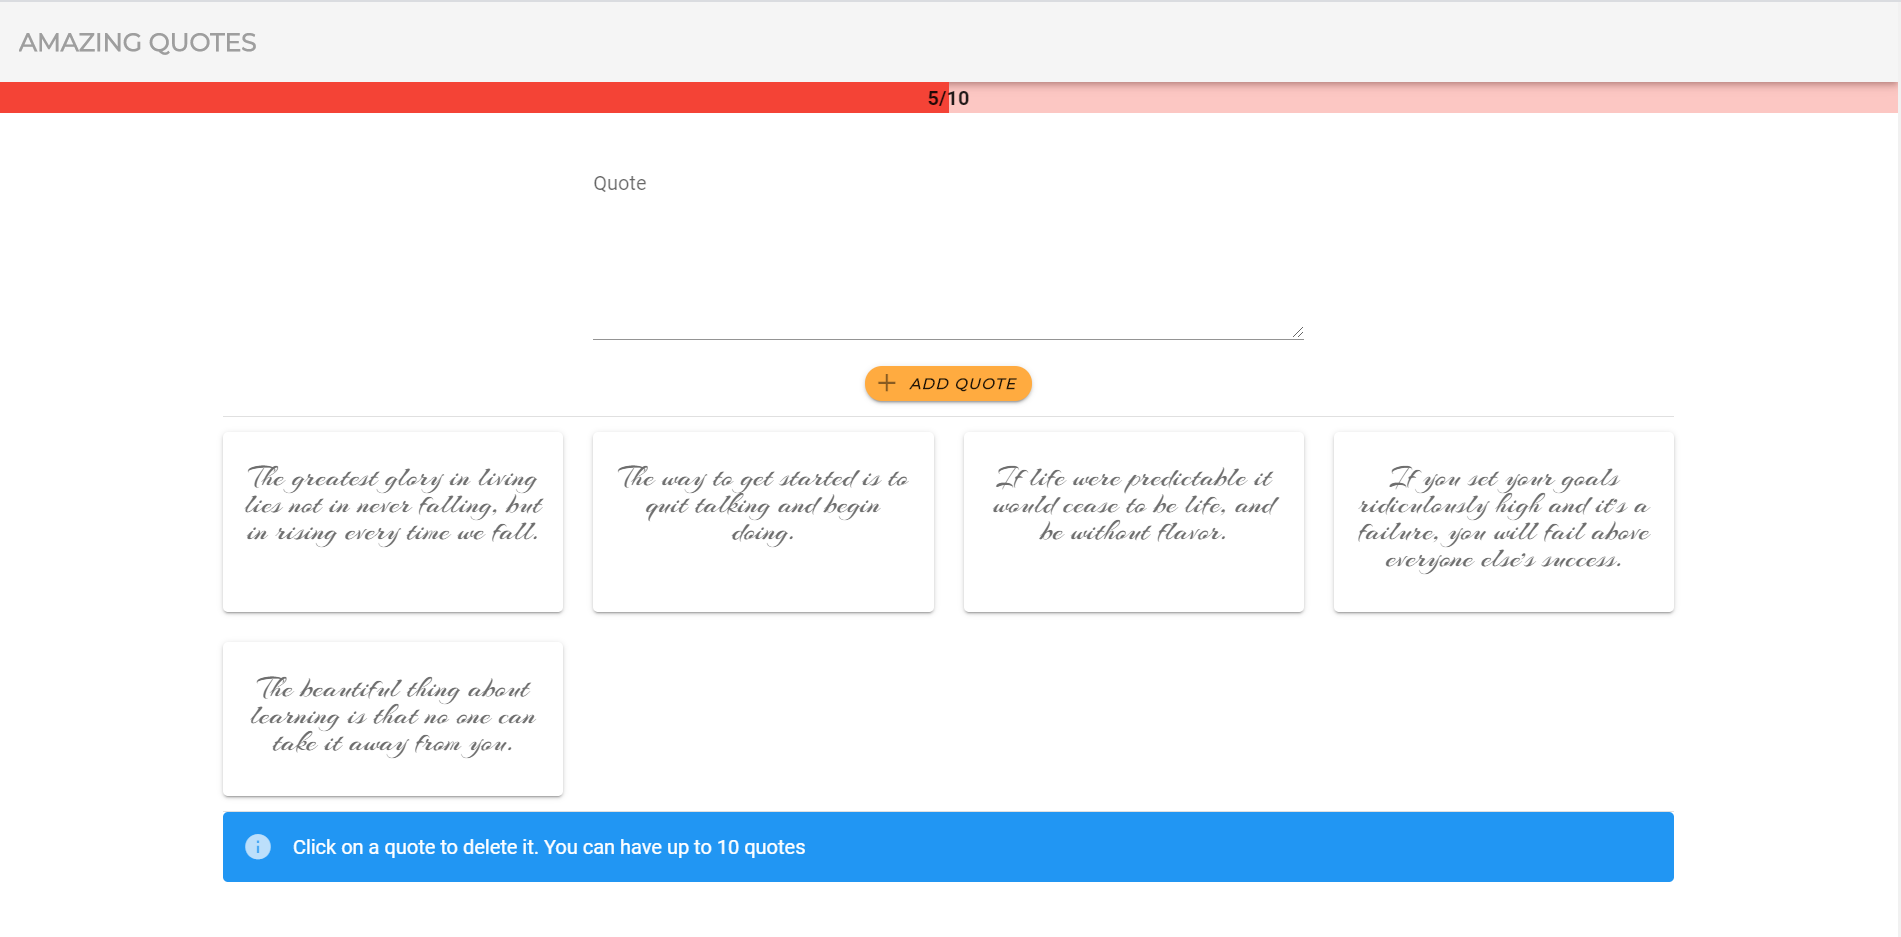 AMAZING QUOTES
5/10
Quote
ADD QUOTE
The greatest glory in living
lies not in never falling, but
in rising every time we fall.
The way to get started is to
quit talking and begin
doing.
If life were predictable it
would cease to be life, and
be without flavor.
If you set your goals
ridiculously high and it's a
failure, you will fail above
everyone else's success.
The beautiful thing about
learning is that no one can
take it away from you.
Click on a quote to delete it. You can have up to 10 quotes